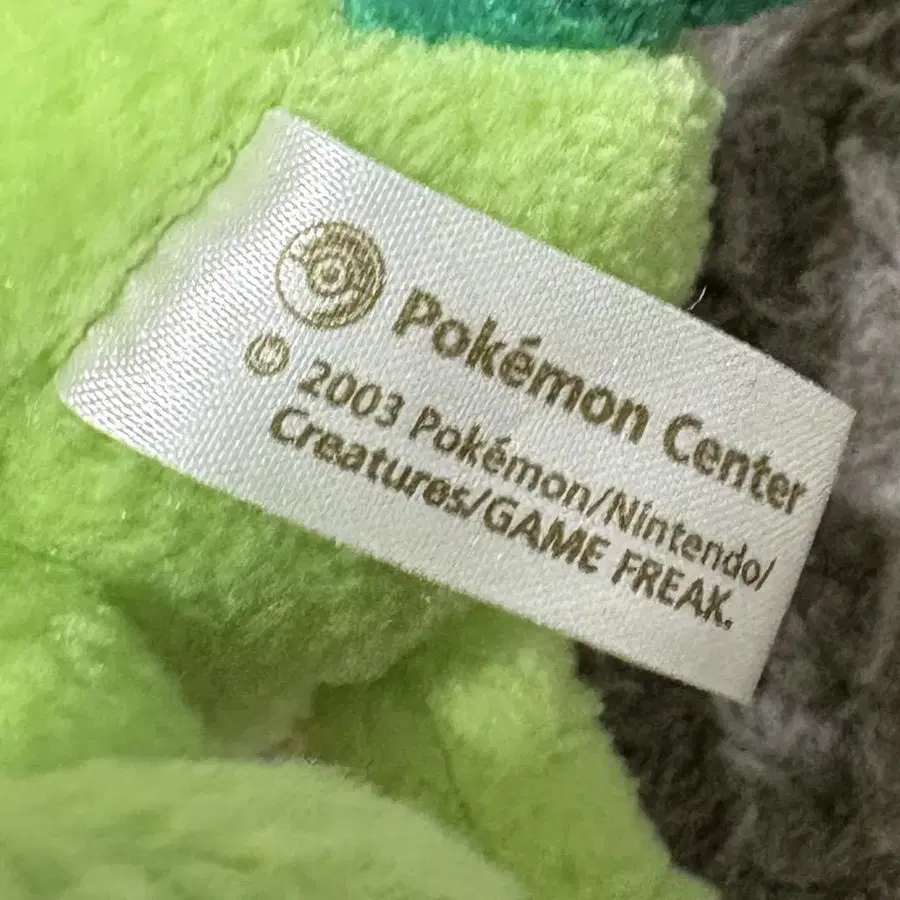 Pokémon Center
© 2003 Pokémon/Nintendo/
Creatures/GAME FREAK.